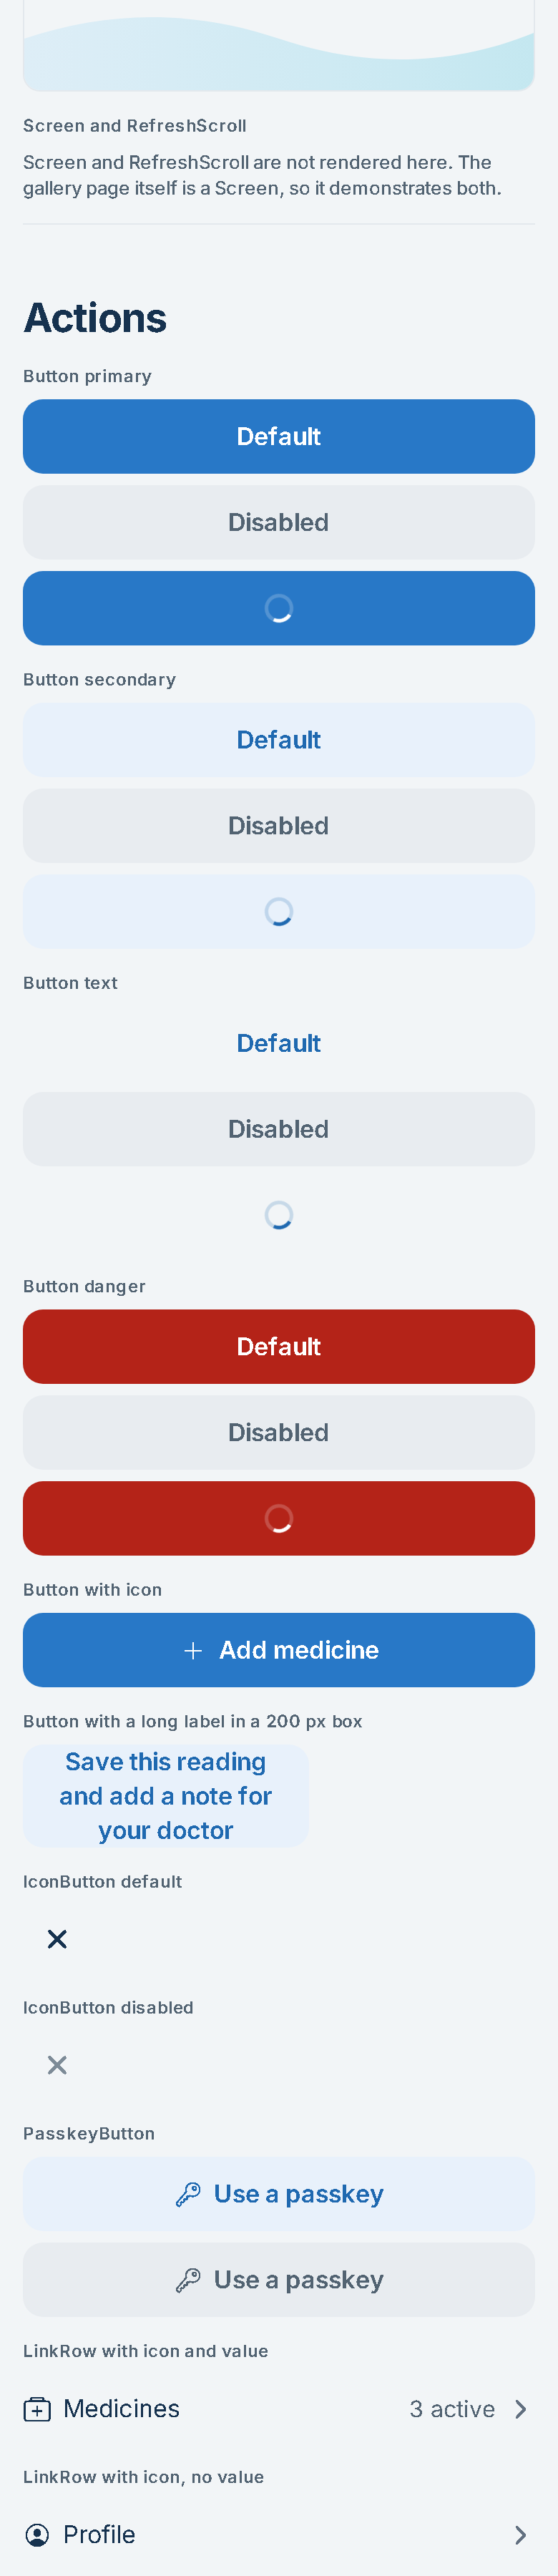 Screen and RefreshScroll
Screen and RefreshScroll are not rendered here. The
gallery page itself is a Screen, so it demonstrates both.
Actions
Button primary
Default
Disabled
Button secondary
Default
Disabled
Button text
Default
Disabled
Button danger
Default
Disabled
Button with icon
Add medicine
Button with a long label in a 200 px box
Save this reading
and add a note for
your doctor
IconButton default
IconButton disabled
PasskeyButton
Use a passkey
Use a passkey
LinkRow with icon and value
Medicines 3 active
LinkRow with icon, no value
Profile